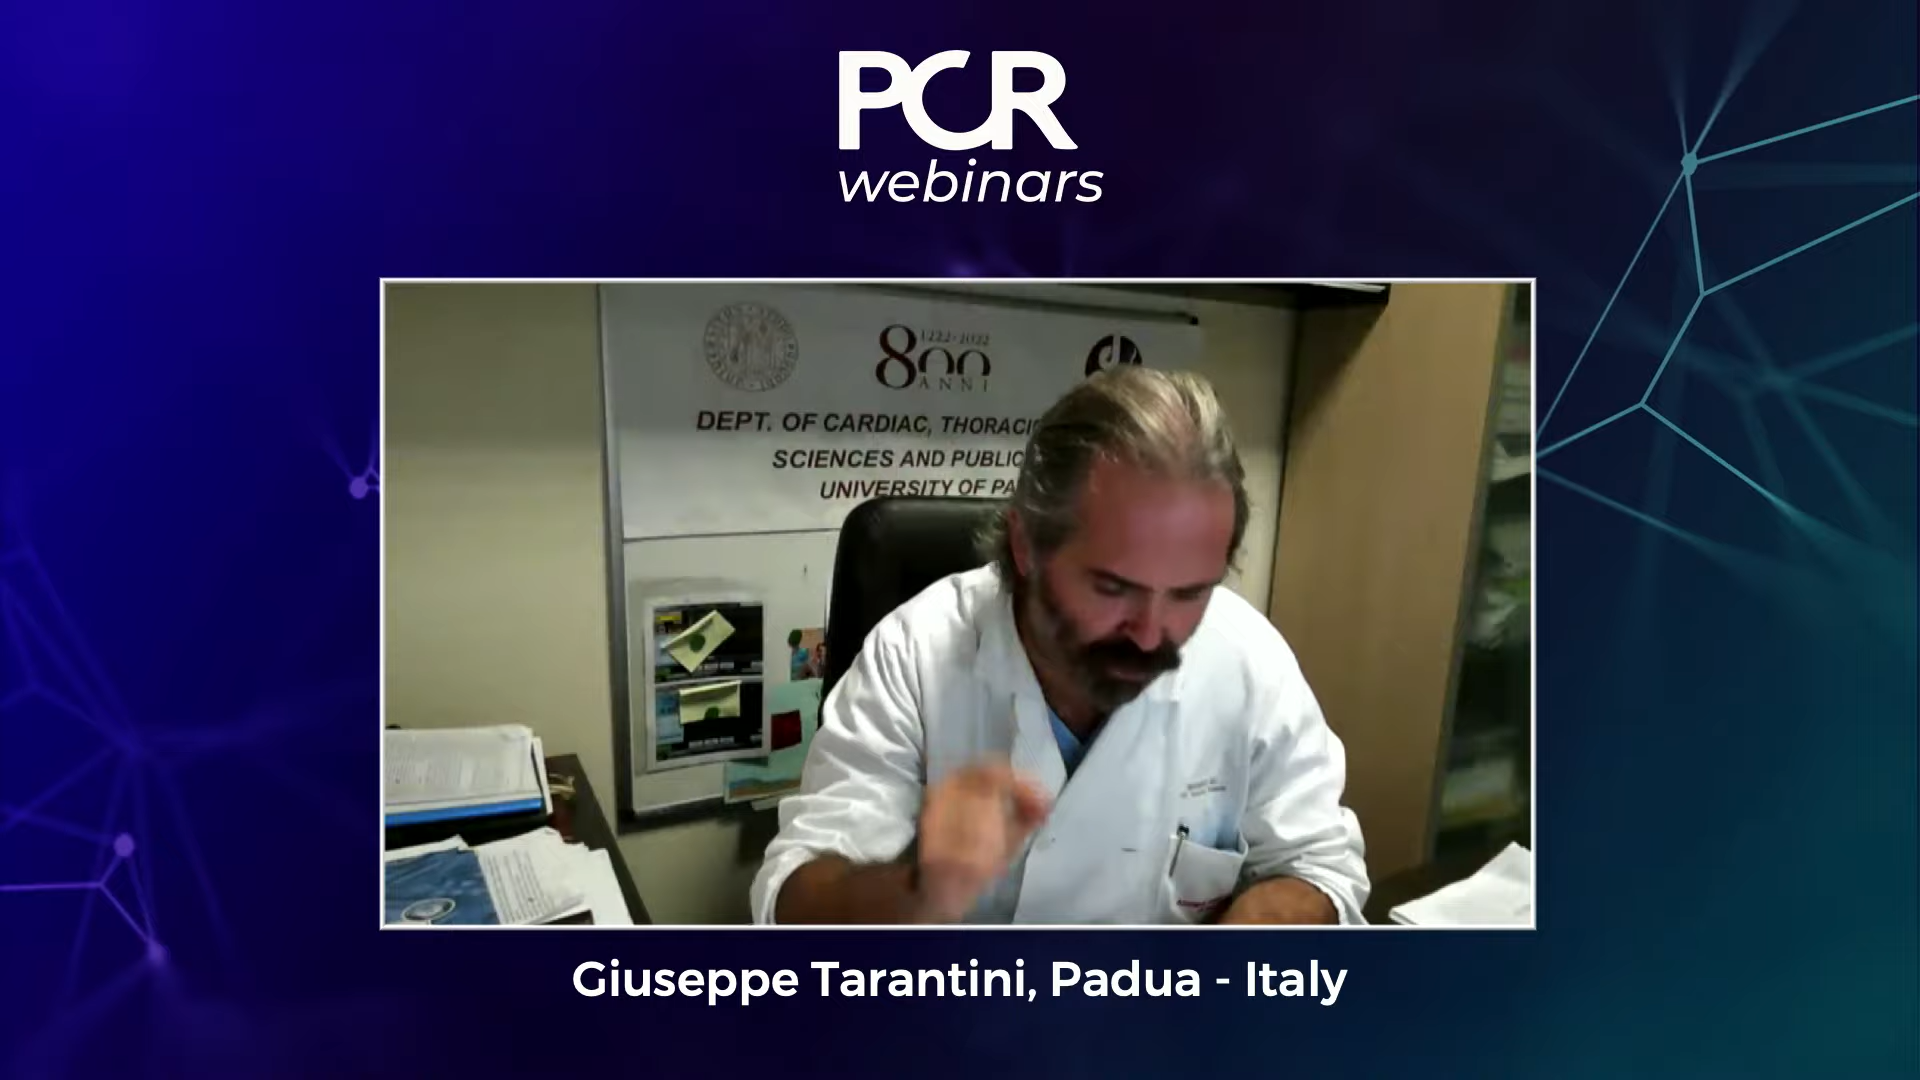 PCR
webinars
1222-2022
800
ANNI
DEPT. OF CARDIAC, THORACIC
SCIENCES AND PUBLIC
UNIVERSITY OF PA
Giuseppe Tarantini, Padua - Italy